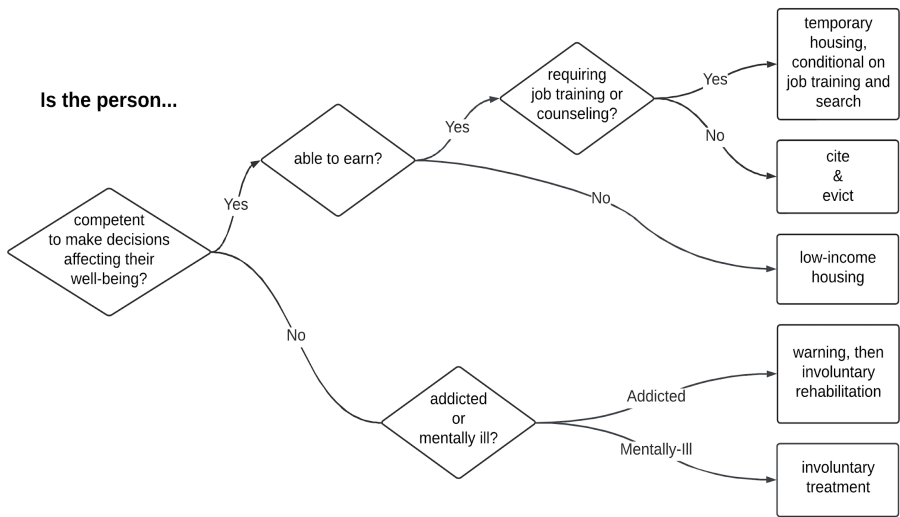 Is the person...
competent
to make decisions
affecting their
well-being?
Yes
No
able to earn?
Yes
No
requiring
job training or
counseling?
Yes
No
temporary
housing,
conditional on
job training and
search
cite
&
evict
low-income
housing
addicted
or
mentally ill?
Addicted
Mentally-Ill
warning, then
involuntary
rehabilitation
involuntary
treatment